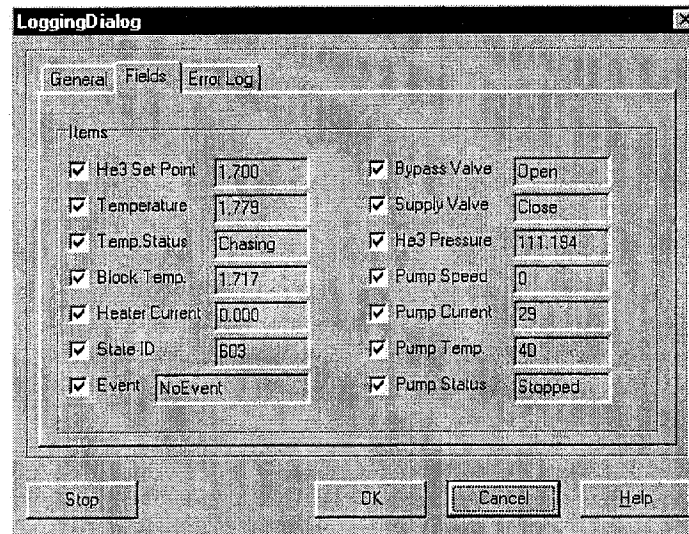 LoggingDialog
General Fields Error Log
Items
He3 Set Point 1.700 Bypass Valve Open
Temperature 1.779 Supply Valve Close
Temp.Status Chasing He3 Pressure 111.194
Block Temp. 1.717 Pump Speed 0
Heater Current 0.000 Pump Current 29
State ID 603 Pump Temp. 40
Event NoEvent Pump Status Stopped
Stop OK Cancel Help